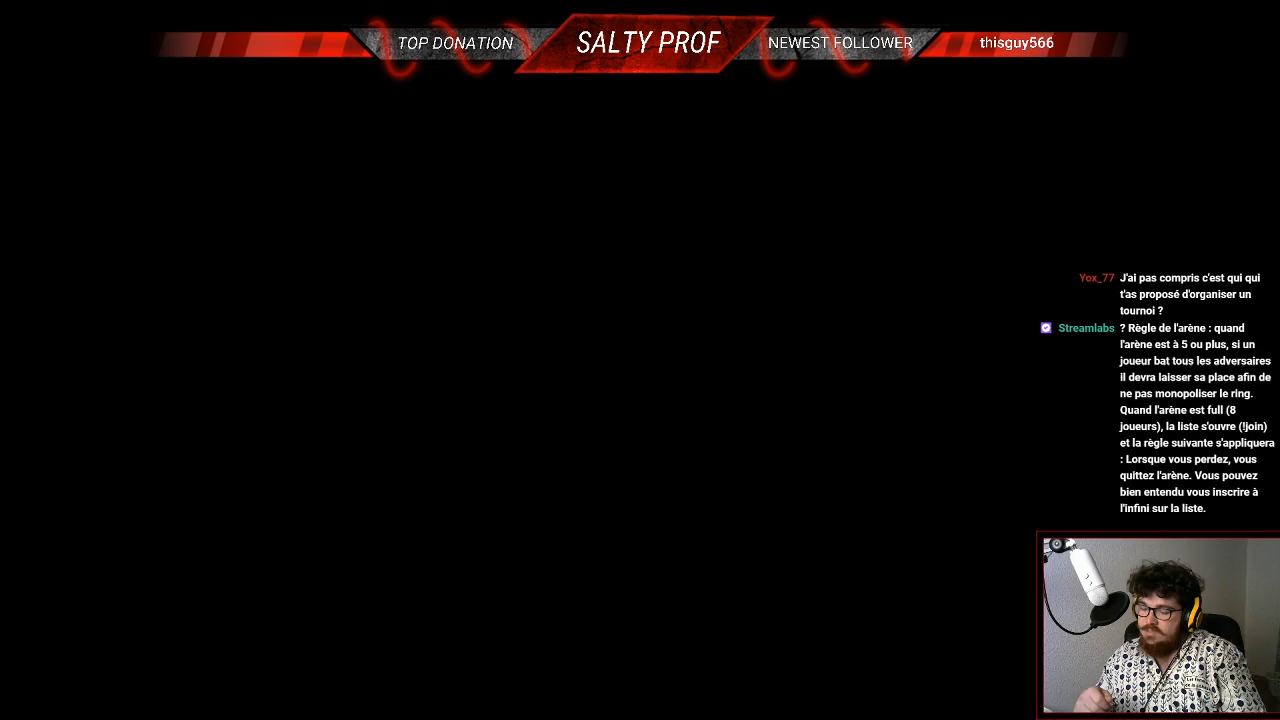 TOP DONATION
SALTY PROF
NEWEST FOLLOWER
thisguy566
Yox_77 J'ai pas compris c'est qui qui
t'as proposé d'organiser un
tournoi ?
Streamlabs ? Règle de l'arène : quand
l'arène est à 5 ou plus, si un
joueur bat tous les adversaires
il devra laisser sa place afin de
ne pas monopoliser le ring.
Quand l'arène est full (8
joueurs), la liste s'ouvre (!join)
et la règle suivante s'appliquera
: Lorsque vous perdez, vous
quittez l'arène. Vous pouvez
bien entendu vous inscrire à
l'infini sur la liste.